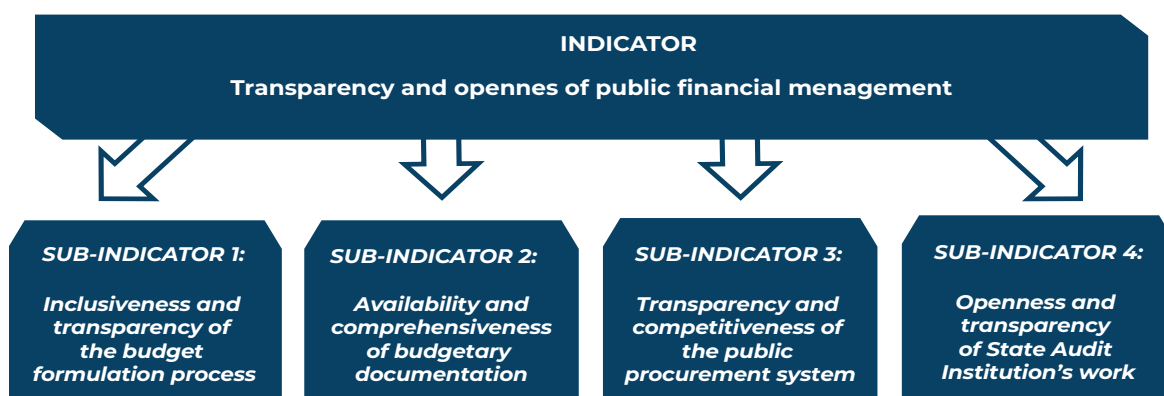 INDICATOR
Transparency and opennes of public financial menagement
SUB-INDICATOR 1:
Inclusiveness and
transparency of
the budget
formulation process
SUB-INDICATOR 2:
Availability and
comprehensiveness
of budgetary
documentation
SUB-INDICATOR 3:
Transparency and
competitiveness of
the public
procurement system
SUB-INDICATOR 4:
Openness and
transparency
of State Audit
Institution’s work